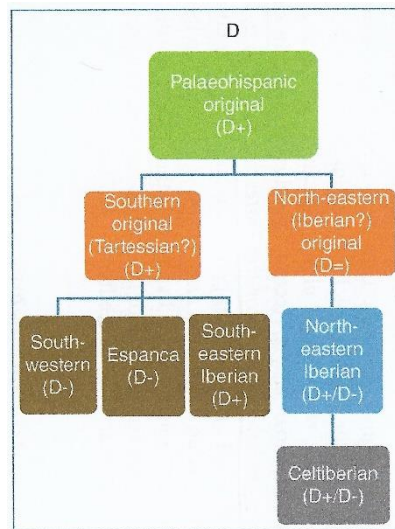 D
Palaeohispanic
original
(D+)
Southern
original
(Tartessian?)
(D+)
North-eastern
(Iberian?)
original
(D=)
South-
western
(D-)
Espanca
(D-)
South-
eastern
Iberian
(D+)
North-
eastern
Iberian
(D+/D-)
Celtiberian
(D+/D-)